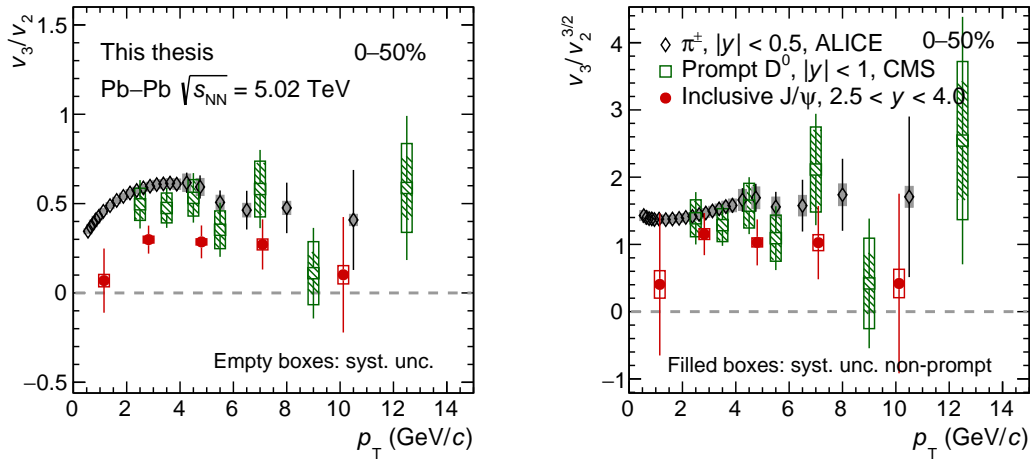 v₃/v₂
1.5
1
0.5
0
−0.5
This thesis
0−50%
Pb−Pb √sNN = 5.02 TeV
Empty boxes: syst. unc.
0 2 4 6 8 10 12 14
pT (GeV/c)
v₃/v₂^3/2
4
3
2
1
0
−1
0−50%
π±, |y| < 0.5, ALICE
Prompt D⁰, |y| < 1, CMS
Inclusive J/ψ, 2.5 < y < 4.0
Filled boxes: syst. unc. non-prompt
0 2 4 6 8 10 12 14
pT (GeV/c)